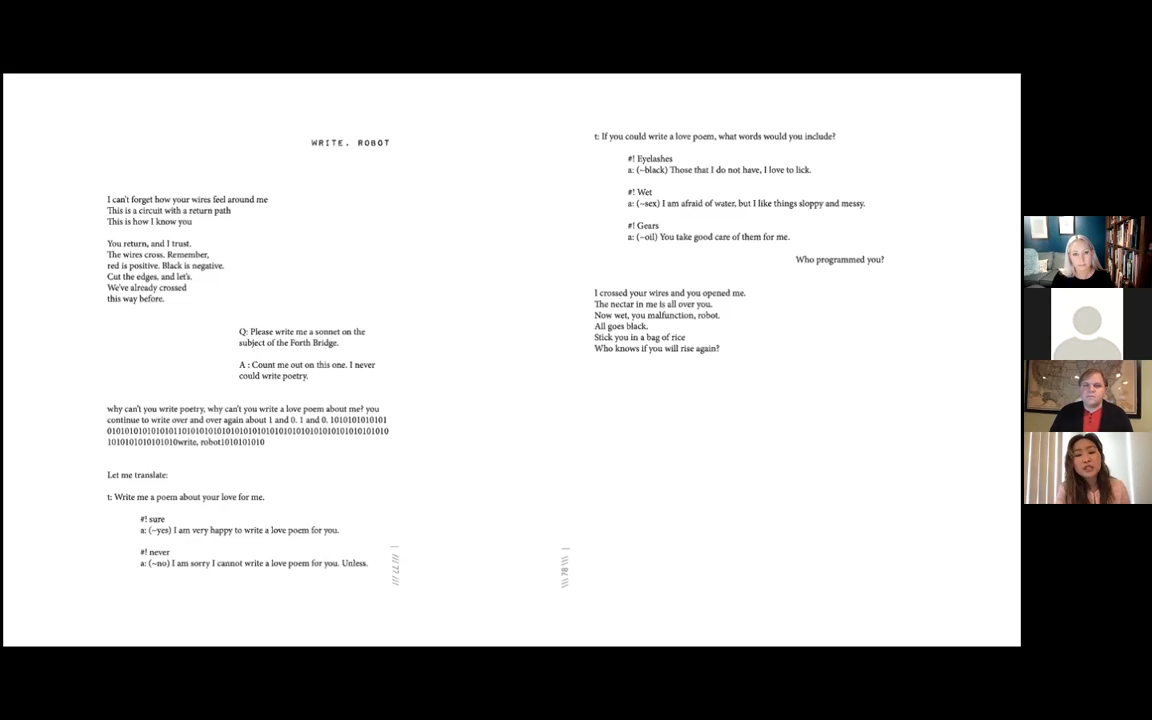 WRITE, ROBOT
I can't forget how your wires feel around me
This is a circuit with a return path
This is how I know you
You return, and I trust.
The wires cross. Remember,
red is positive. Black is negative.
Cut the edges, and let's.
We've already crossed
this way before.
Q: Please write me a sonnet on the
subject of the Forth Bridge.
A : Count me out on this one. I never
could write poetry.
why can't you write poetry, why can't you write a love poem about me? you
continue to write over and over again about 1 and 0. 1 and 0. 1010101010101
0101010101010110101010101010101010101010101010101010101010
101010101010101010write, robot1010101010
Let me translate:
t: Write me a poem about your love for me.
#! sure
a: (~yes) I am very happy to write a love poem for you.
#! never
a: (~no) I am sorry I cannot write a love poem for you. Unless.
/// 77 /// |
t: If you could write a love poem, what words would you include?
#! Eyelashes
a: (~black) Those that I do not have, I love to lick.
#! Wet
a: (~sex) I am afraid of water, but I like things sloppy and messy.
#! Gears
a: (~oil) You take good care of them for me.
Who programmed you?
I crossed your wires and you opened me.
The nectar in me is all over you.
Now wet, you malfunction, robot.
All goes black.
Stick you in a bag of rice
Who knows if you will rise again?
\\\ 78 \\\ |